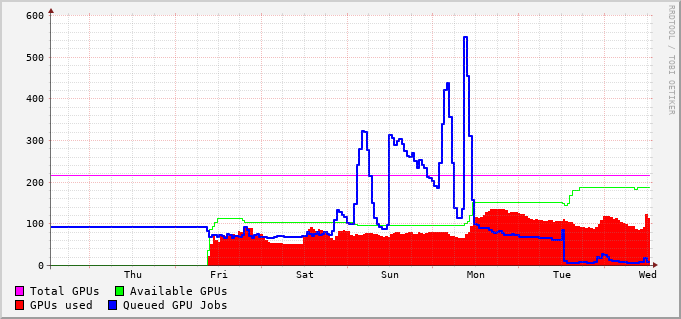 600
500
400
300
200
100
0
Thu Fri Sat Sun Mon Tue Wed
Total GPUs Available GPUs
GPUs used Queued GPU Jobs
RRDTOOL / TOBI OETIKER